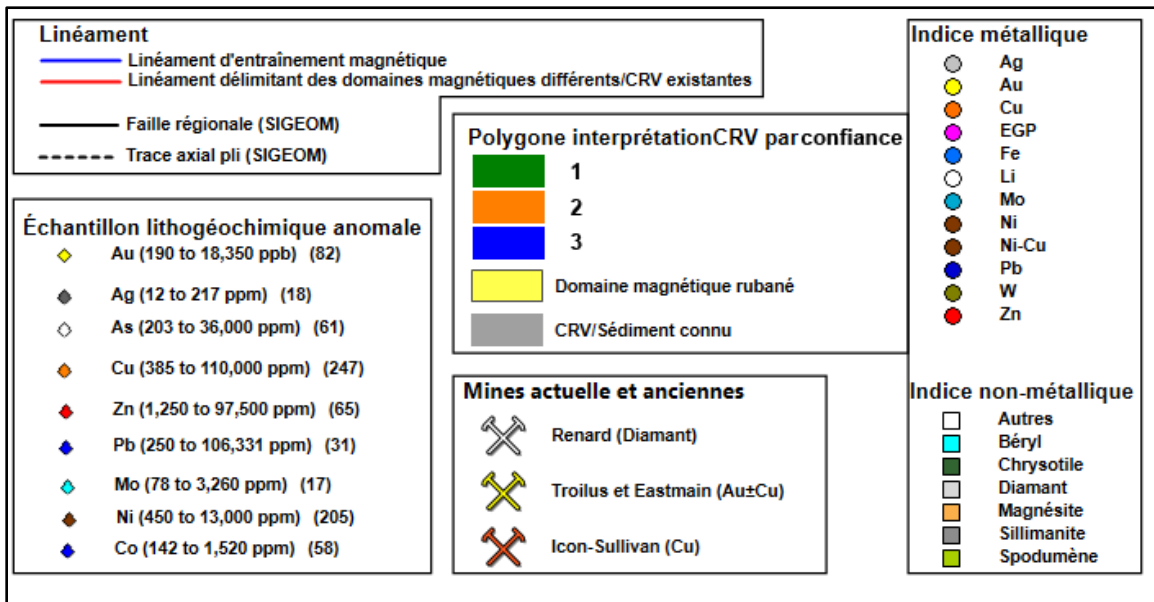 Linéament
Linéament d'entraînement magnétique
Linéament délimitant des domaines magnétiques différents/CRV existantes
Faille régionale (SIGEOM)
Trace axial pli (SIGEOM)
Échantillon lithogéochimique anomale
Au (190 to 18,350 ppb) (82)
Ag (12 to 217 ppm) (18)
As (203 to 36,000 ppm) (61)
Cu (385 to 110,000 ppm) (247)
Zn (1,250 to 97,500 ppm) (65)
Pb (250 to 106,331 ppm) (31)
Mo (78 to 3,260 ppm) (17)
Ni (450 to 13,000 ppm) (205)
Co (142 to 1,520 ppm) (58)
Polygone interprétationCRV par confiance
1
2
3
Domaine magnétique rubané
CRV/Sédiment connu
Mines actuelle et anciennes
Renard (Diamant)
Troilus et Eastmain (Au±Cu)
Icon-Sullivan (Cu)
Indice métallique
Ag
Au
Cu
EGP
Fe
Li
Mo
Ni
Ni-Cu
Pb
W
Zn
Indice non-métallique
Autres
Béryl
Chrysotile
Diamant
Magnésite
Sillimanite
Spodumène